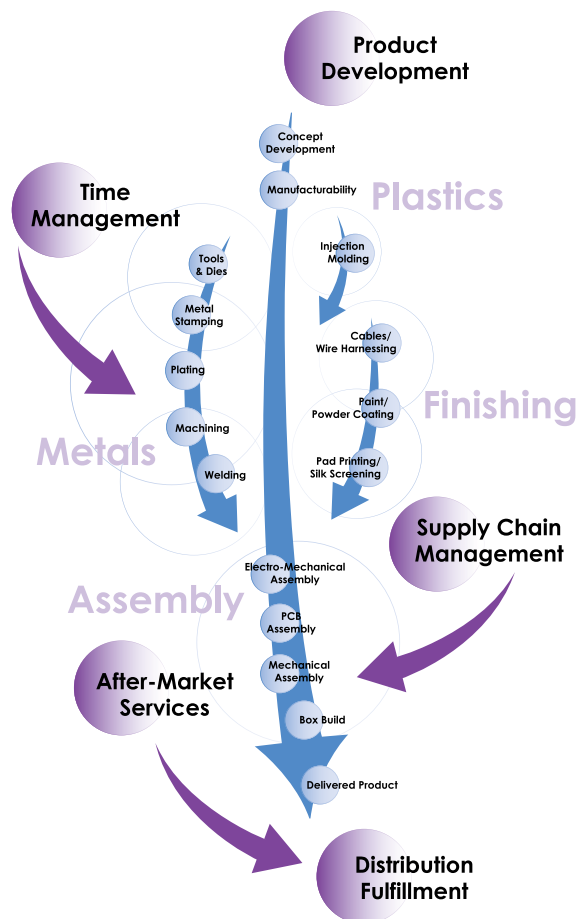 Product
Development
Concept
Development
Manufacturability
Time
Management
Plastics
Tools
& Dies
Injection
Molding
Metal
Stamping
Cables/
Wire Harnessing
Plating
Paint/
Powder Coating
Finishing
Machining
Metals
Welding
Pad Printing/
Silk Screening
Supply Chain
Management
Electro-Mechanical
Assembly
Assembly
PCB
Assembly
Mechanical
Assembly
After-Market
Services
Box Build
Delivered Product
Distribution
Fulfillment